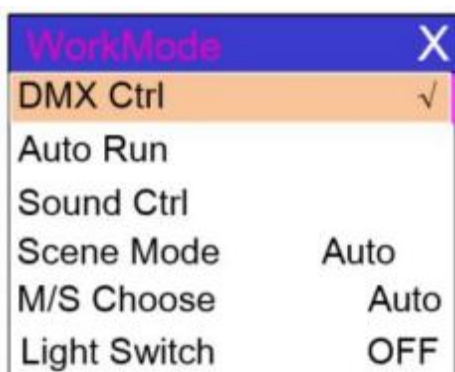 WorkMode X
DMX Ctrl √
Auto Run
Sound Ctrl
Scene Mode Auto
M/S Choose Auto
Light Switch OFF